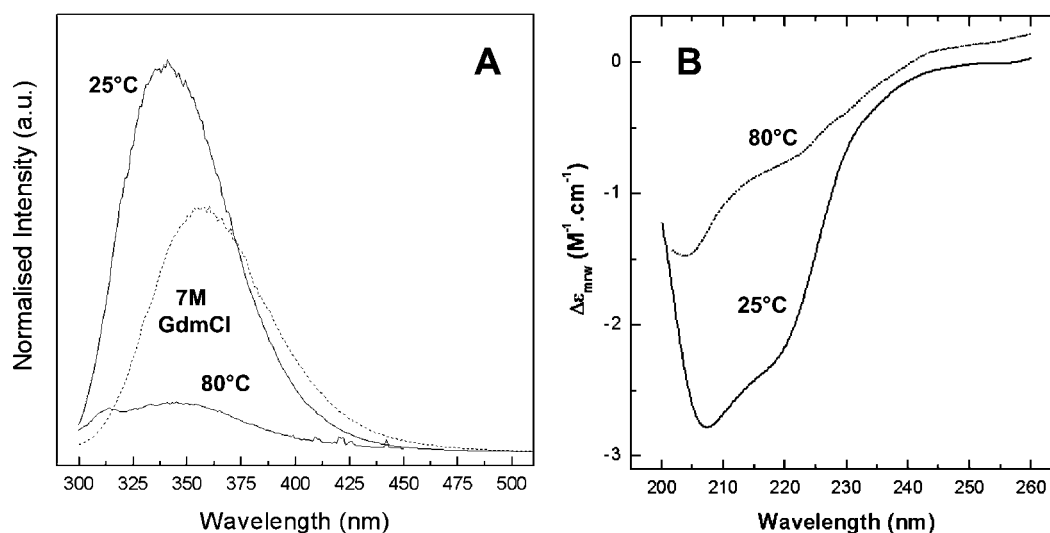 A
25°C
7M
GdmCl
80°C
Normalised Intensity (a.u.)
300 325 350 375 400 425 450 475 500
Wavelength (nm)
B
80°C
25°C
0
-1
-2
-3
Δε_mrw (M⁻¹.cm⁻¹)
200 210 220 230 240 250 260
Wavelength (nm)